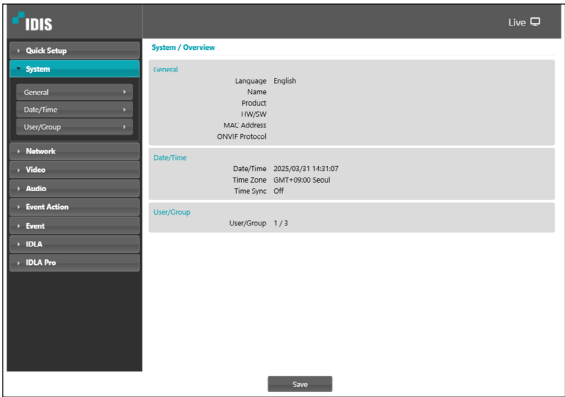 IDIS
Live
Quick Setup
System
General
Date/Time
User/Group
Network
Video
Audio
Event Action
Event
IDLA
IDLA Pro
System / Overview
General
Language English
Name
Product
HW/SW
MAC Address
ONVIF Protocol
Date/Time
Date/Time 2025/03/31 14:31:07
Time Zone GMT+09:00 Seoul
Time Sync Off
User/Group
User/Group 1 / 3
Save